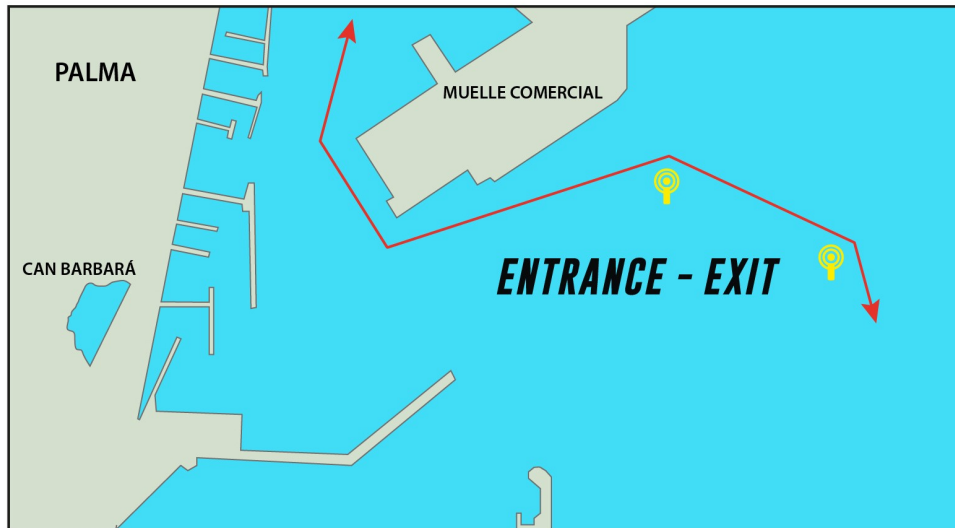 PALMA
MUELLE COMERCIAL
CAN BARBARÁ
ENTRANCE - EXIT